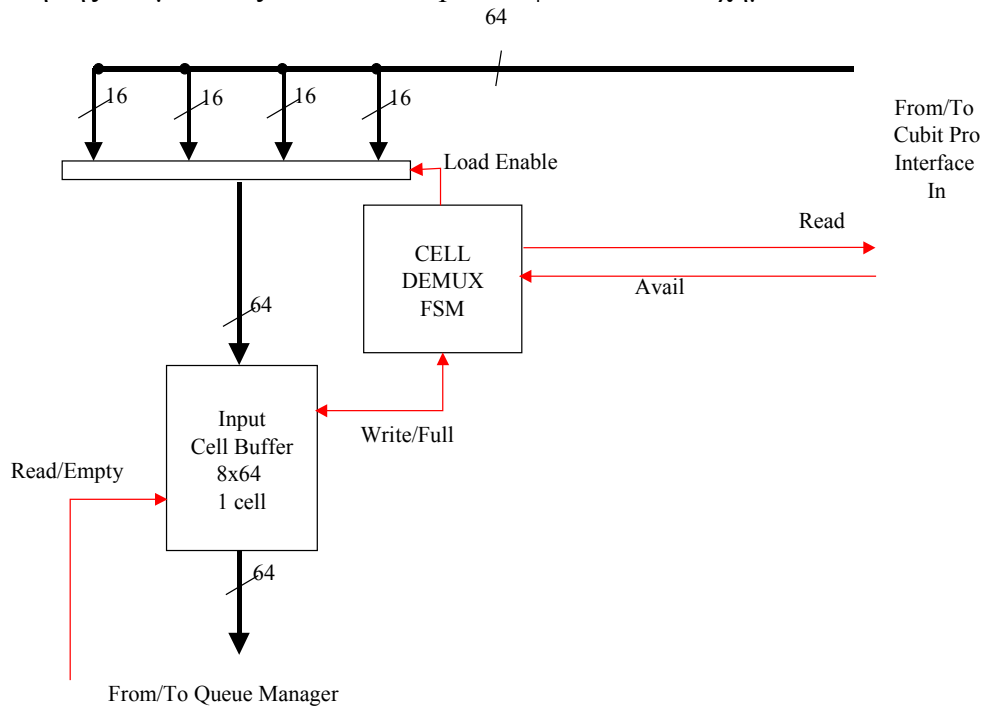 64
16
16
16
16
From/To
Cubit Pro
Interface
In
Load Enable
Read
CELL
DEMUX
FSM
Avail
64
Input
Cell Buffer
8x64
1 cell
Write/Full
Read/Empty
64
From/To Queue Manager